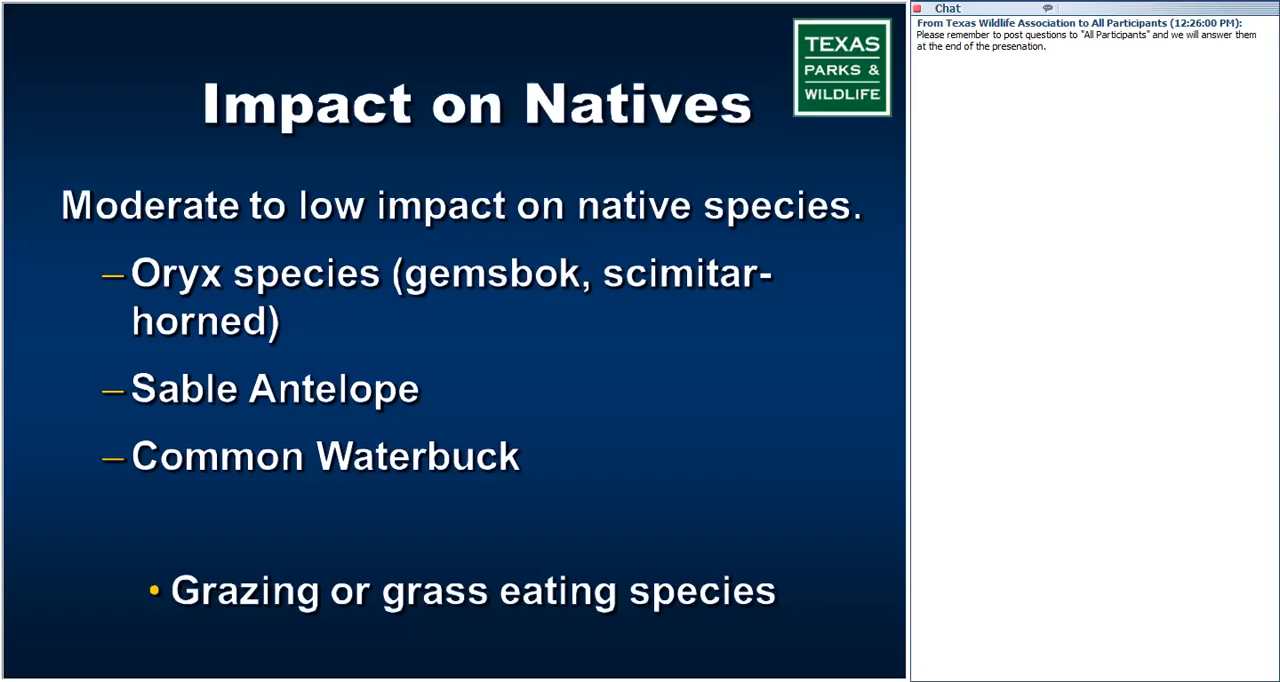 TEXAS
PARKS &
WILDLIFE
Impact on Natives
Moderate to low impact on native species.
– Oryx species (gemsbok, scimitar-
horned)
– Sable Antelope
– Common Waterbuck
• Grazing or grass eating species
Chat
From Texas Wildlife Association to All Participants (12:26:00 PM):
Please remember to post questions to "All Participants" and we will answer them
at the end of the presenation.